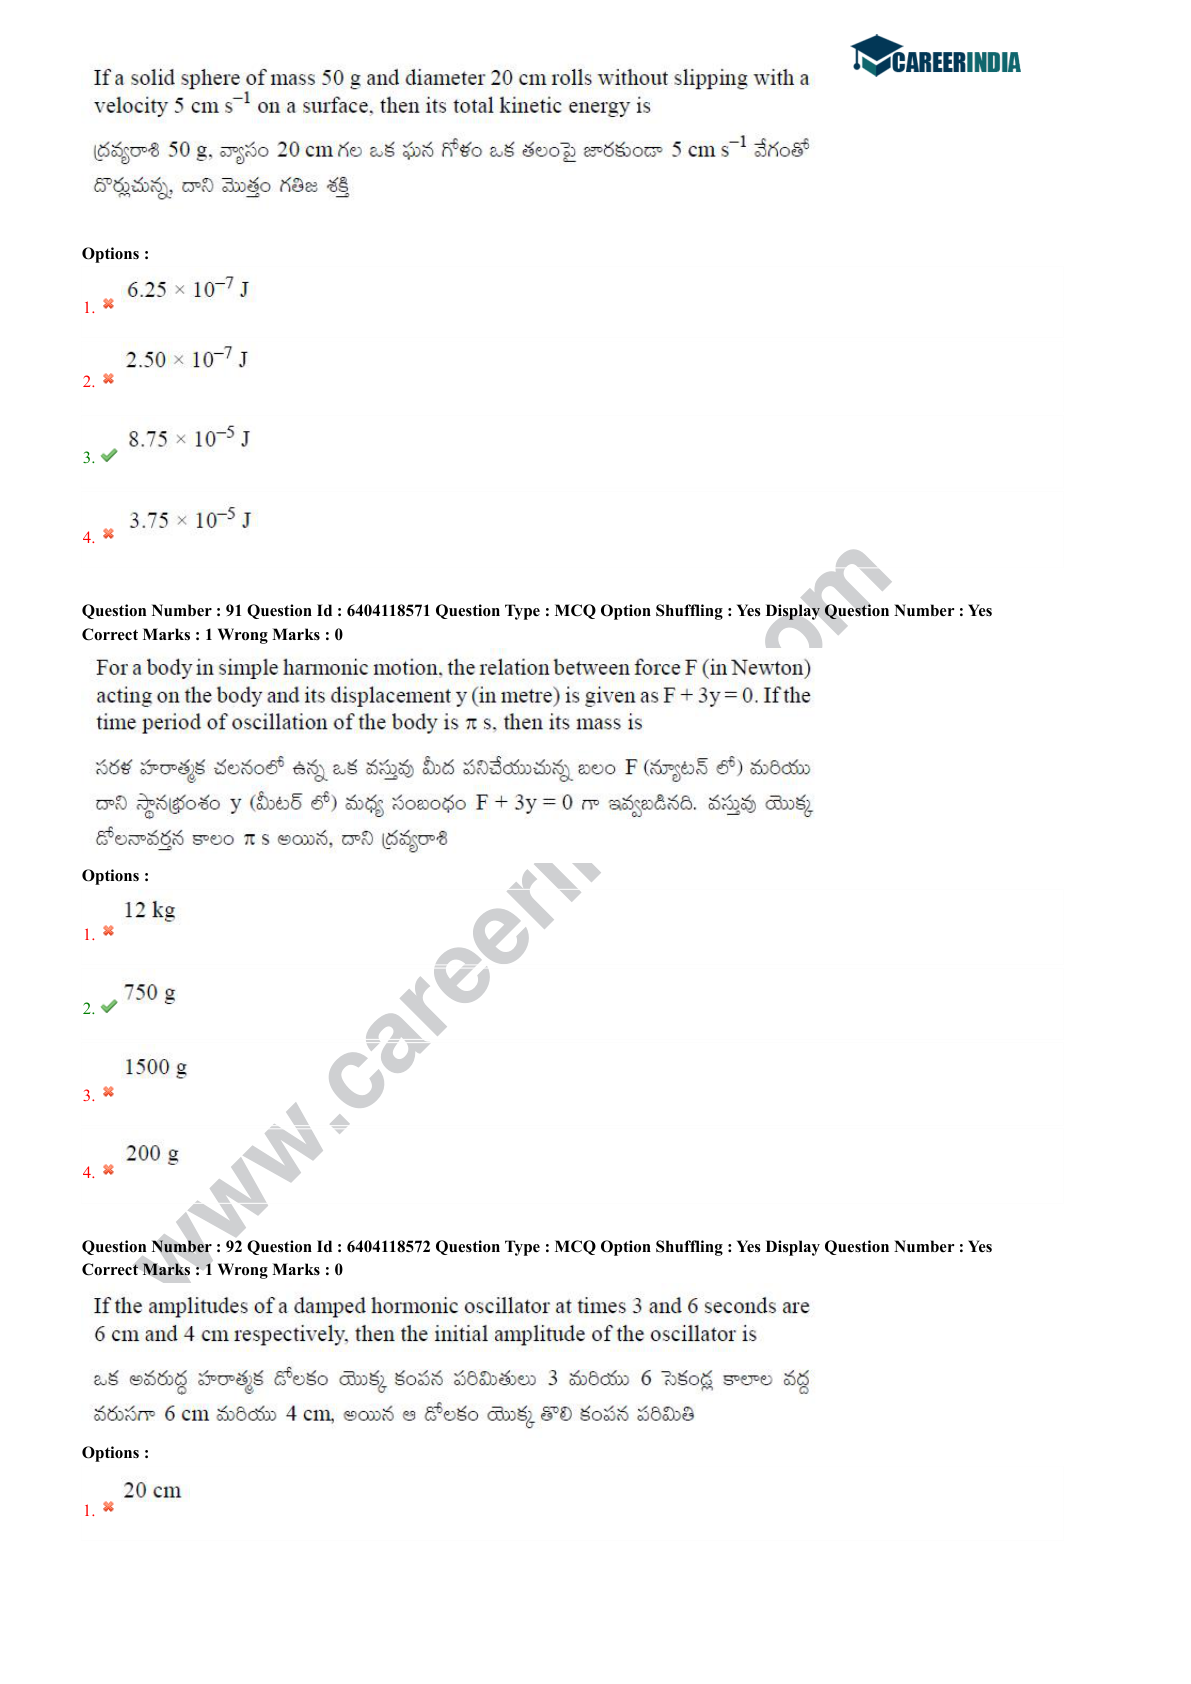 CAREERINDIA
If a solid sphere of mass 50 g and diameter 20 cm rolls without slipping with a
velocity 5 cm s⁻¹ on a surface, then its total kinetic energy is
ద్రవ్యరాశి 50 g, వ్యాసం 20 cm గల ఒక ఘన గోళం ఒక తలంపై జారకుండా 5 cm s⁻¹ వేగంతో
దొర్లుచున్న, దాని మొత్తం గతిజ శక్తి
Options :
6.25 × 10⁻⁷ J
1.
2.50 × 10⁻⁷ J
2.
8.75 × 10⁻⁵ J
3.
3.75 × 10⁻⁵ J
4.
Question Number : 91 Question Id : 6404118571 Question Type : MCQ Option Shuffling : Yes Display Question Number : Yes
Correct Marks : 1 Wrong Marks : 0
For a body in simple harmonic motion, the relation between force F (in Newton)
acting on the body and its displacement y (in metre) is given as F + 3y = 0. If the
time period of oscillation of the body is π s, then its mass is
సరళ హరాత్మక చలనంలో ఉన్న ఒక వస్తువు మీద పనిచేయుచున్న బలం F (న్యూటన్ లో) మరియు
దాని స్థానభ్రంశం y (మీటర్ లో) మధ్య సంబంధం F + 3y = 0 గా ఇవ్వబడినది. వస్తువు యొక్క
డోలనావర్తన కాలం π s అయిన, దాని ద్రవ్యరాశి
Options :
12 kg
1.
750 g
2.
1500 g
3.
200 g
4.
Question Number : 92 Question Id : 6404118572 Question Type : MCQ Option Shuffling : Yes Display Question Number : Yes
Correct Marks : 1 Wrong Marks : 0
If the amplitudes of a damped hormonic oscillator at times 3 and 6 seconds are
6 cm and 4 cm respectively, then the initial amplitude of the oscillator is
ఒక అవరుద్ధ హరాత్మక డోలకం యొక్క కంపన పరిమితులు 3 మరియు 6 సెకండ్ల కాలాల వద్ద
వరుసగా 6 cm మరియు 4 cm, అయిన ఆ డోలకం యొక్క తొలి కంపన పరిమితి
Options :
20 cm
1.